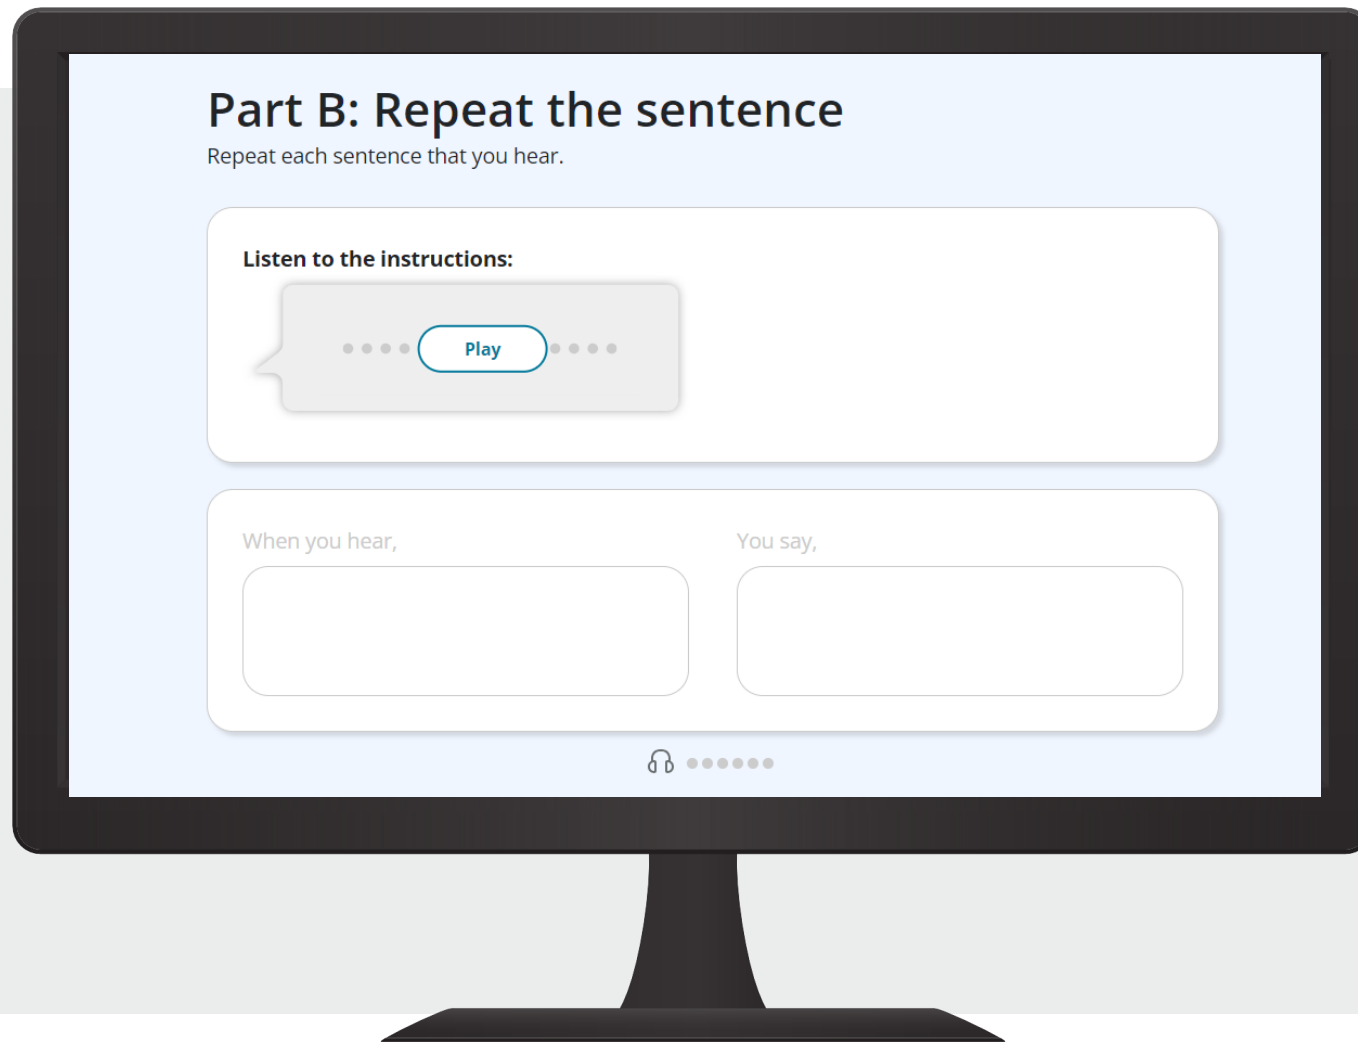 Part B: Repeat the sentence
Repeat each sentence that you hear.
Listen to the instructions:
Play
When you hear,
You say,